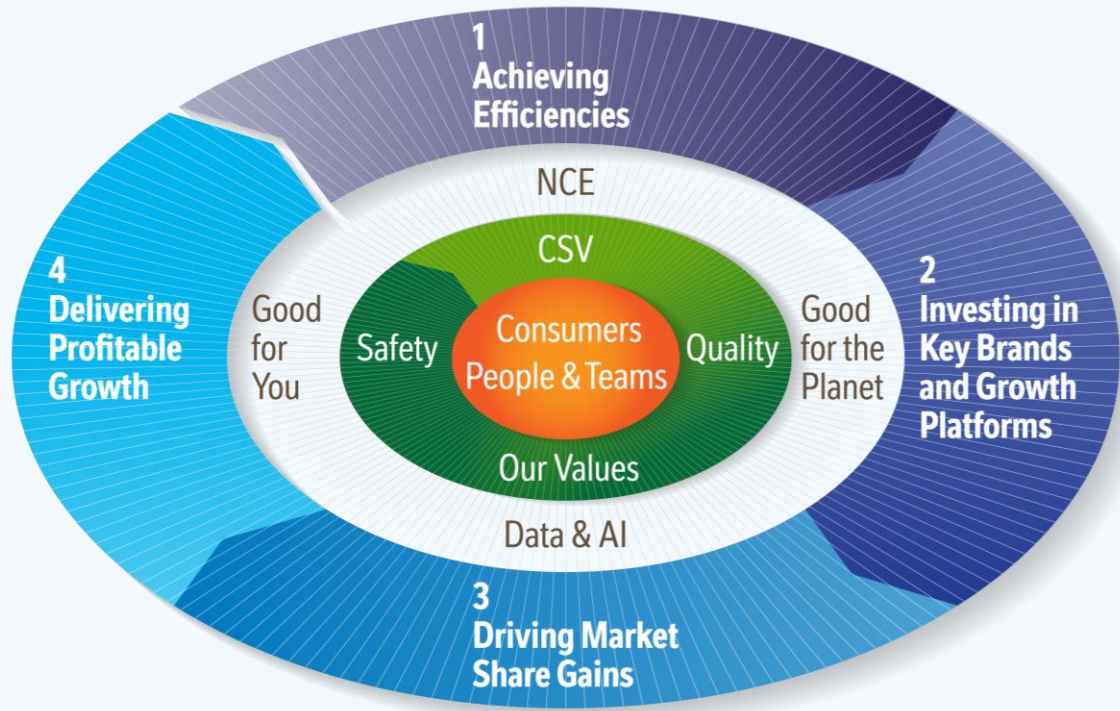 1
Achieving
Efficiencies
NCE
CSV
4
Delivering
Profitable
Growth
Good
for
You
Safety
Consumers
People & Teams
Quality
Good
for the
Planet
2
Investing in
Key Brands
and Growth
Platforms
Our Values
Data & AI
3
Driving Market
Share Gains